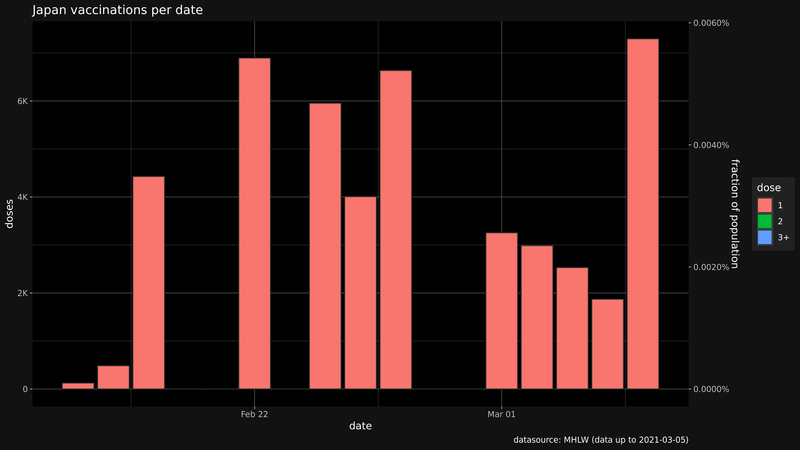 Japan vaccinations per date
0.0060%
6K
0.0040%
4K
0.0020%
2K
0
0.0000%
doses
fraction of population
dose
1
2
3+
Feb 22
Mar 01
date
datasource: MHLW (data up to 2021-03-05)